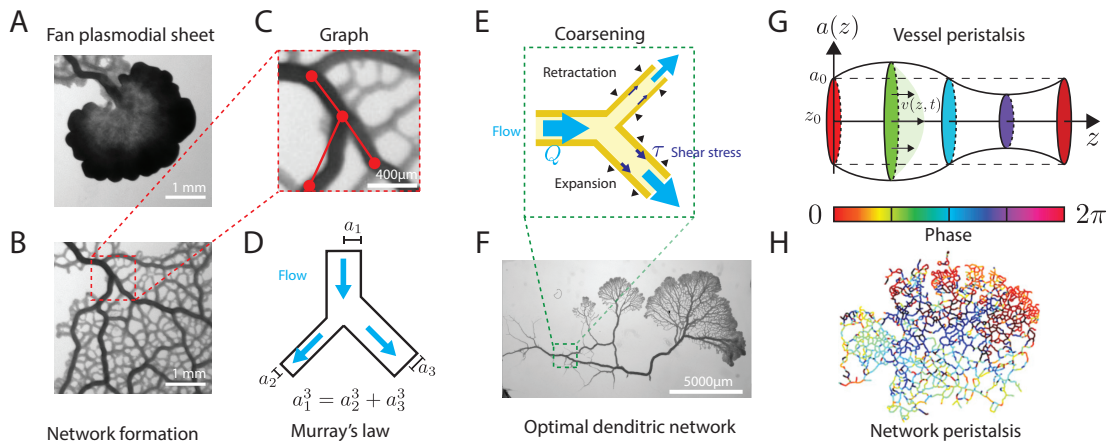 A
Fan plasmodial sheet
1 mm
B
1 mm
Network formation
C
Graph
400µm
D
a₁
Flow
a₂
a₃
a₁³ = a₂³ + a₃³
Murray's law
E
Coarsening
Retractation
Flow
Q
τ Shear stress
Expansion
F
5000µm
Optimal denditric network
G
a(z)
Vessel peristalsis
a₀
v(z, t)
z₀
z
0
2π
Phase
H
Network peristalsis